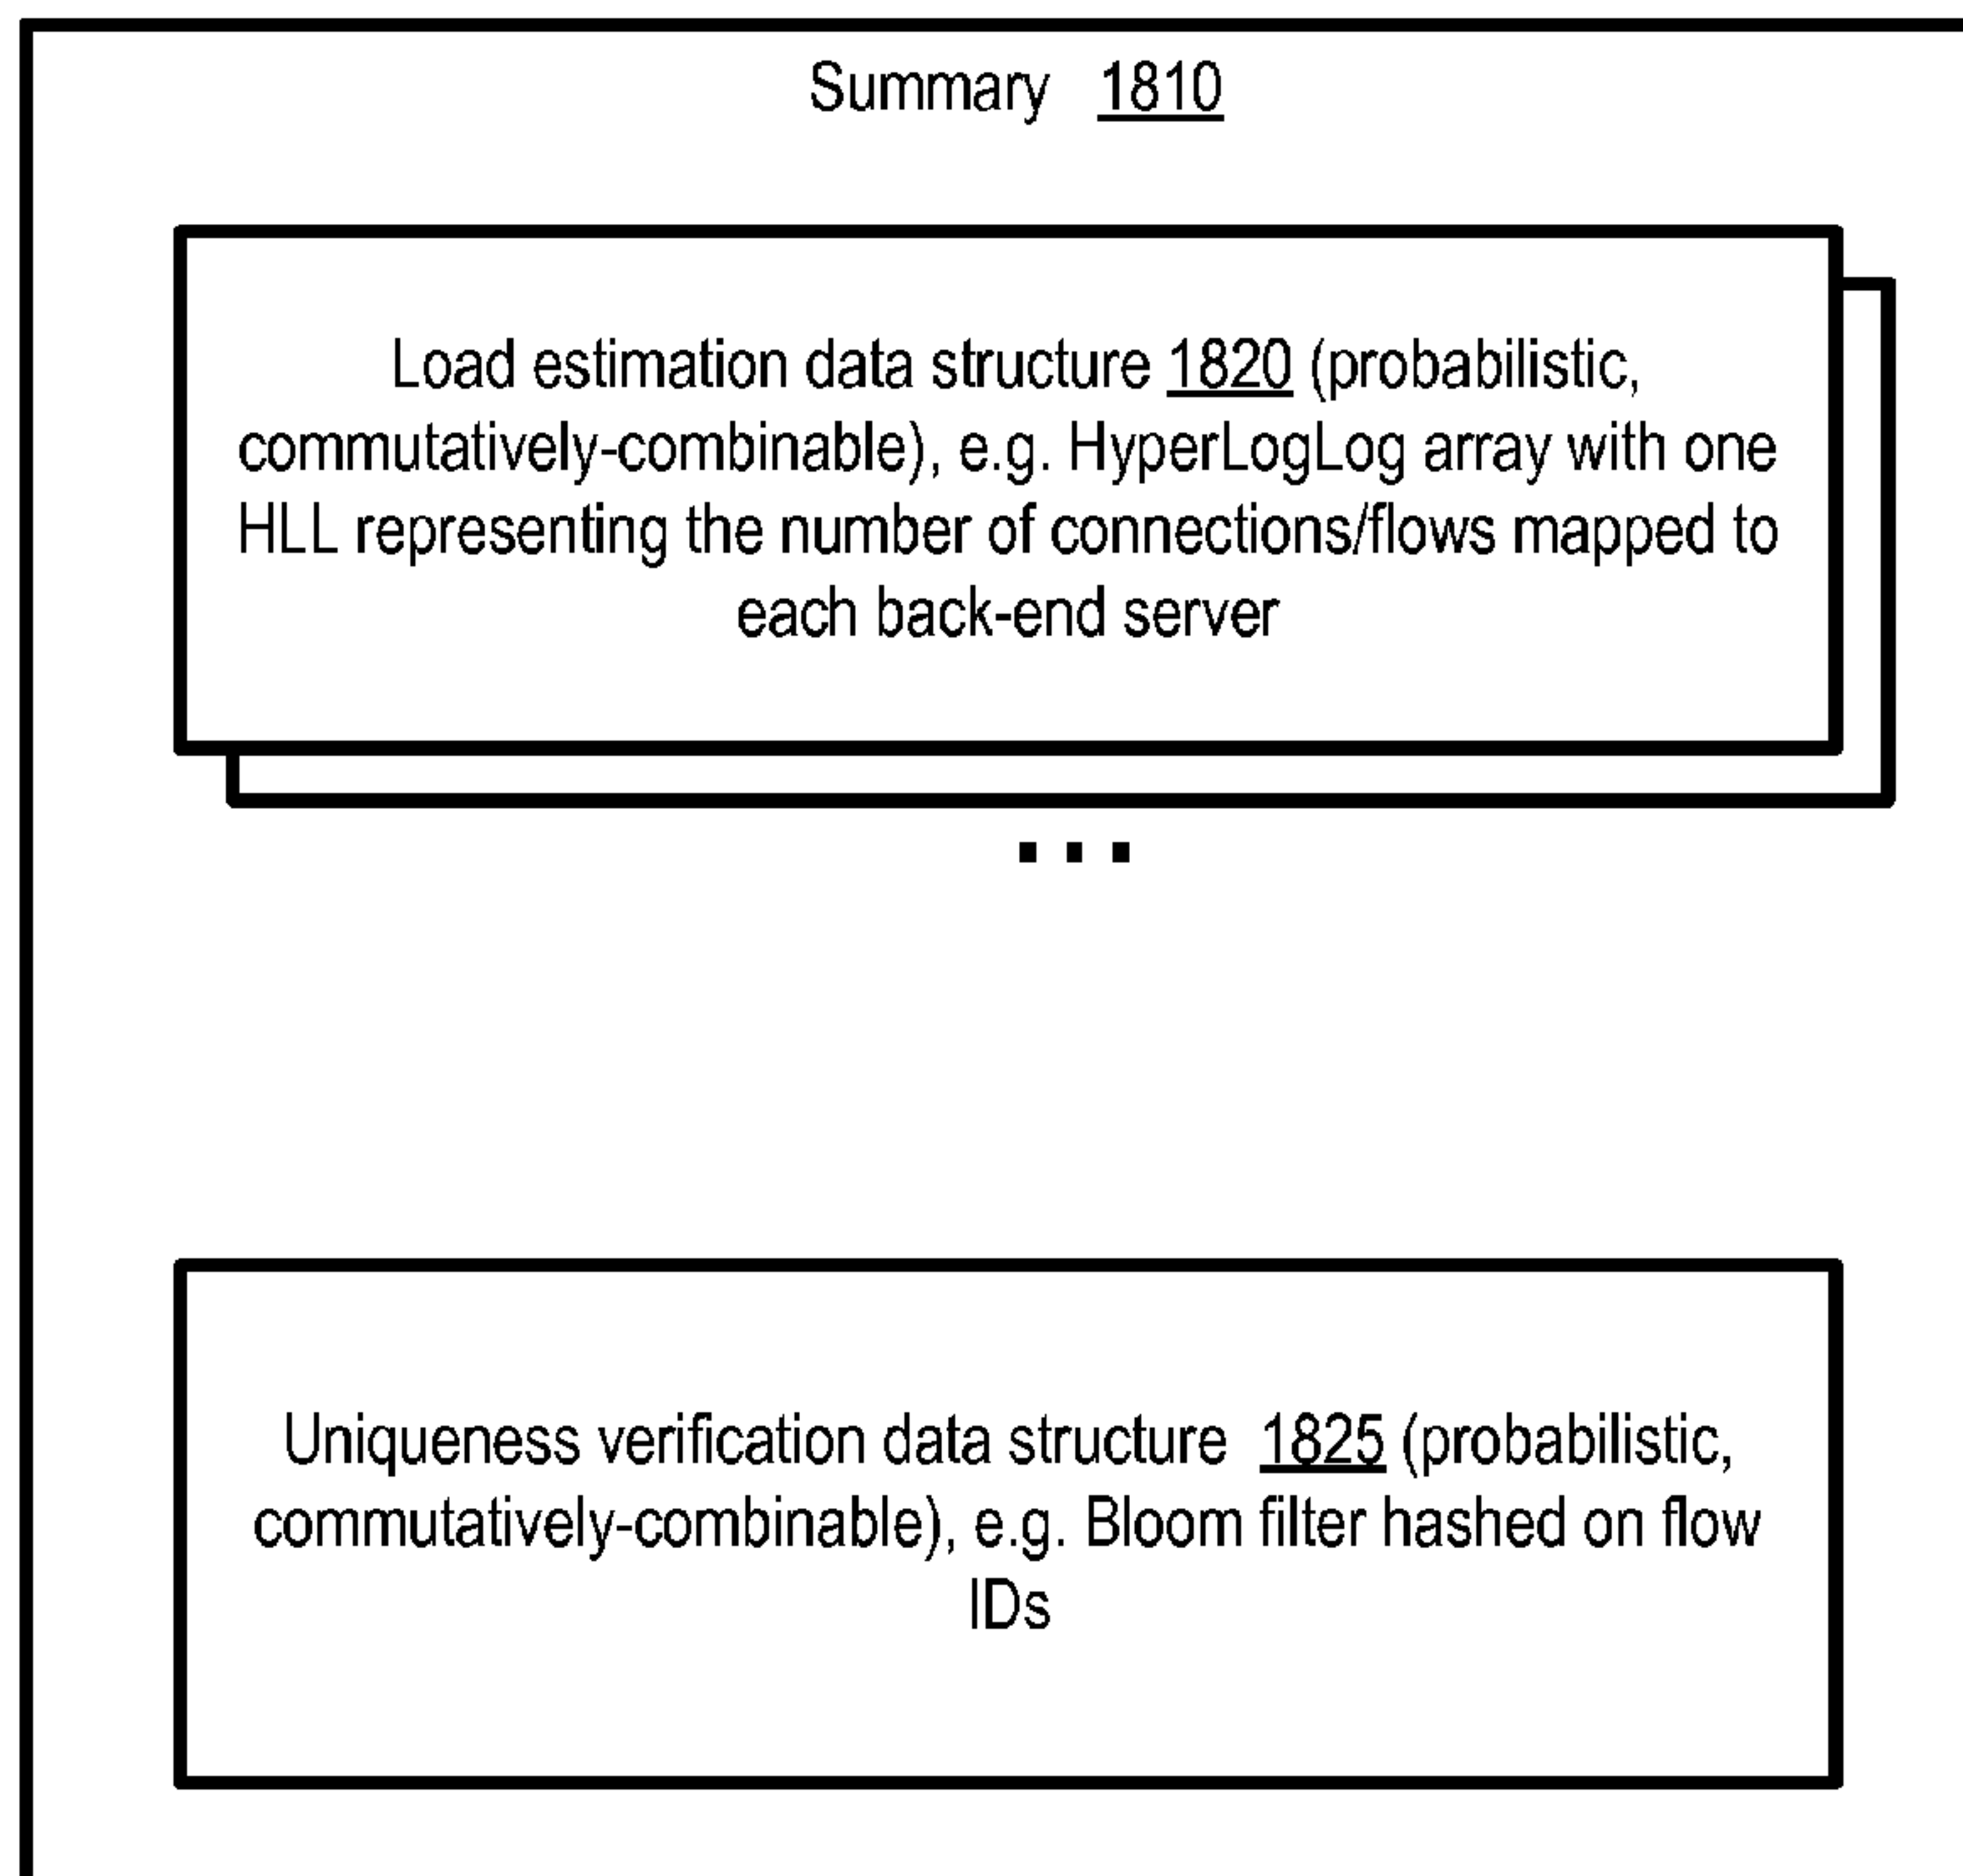 Summary 1810
Load estimation data structure 1820 (probabilistic,
commutatively-combinable), e.g. HyperLogLog array with one
HLL representing the number of connections/flows mapped to
each back-end server
...
Uniqueness verification data structure 1825 (probabilistic,
commutatively-combinable), e.g. Bloom filter hashed on flow
IDs